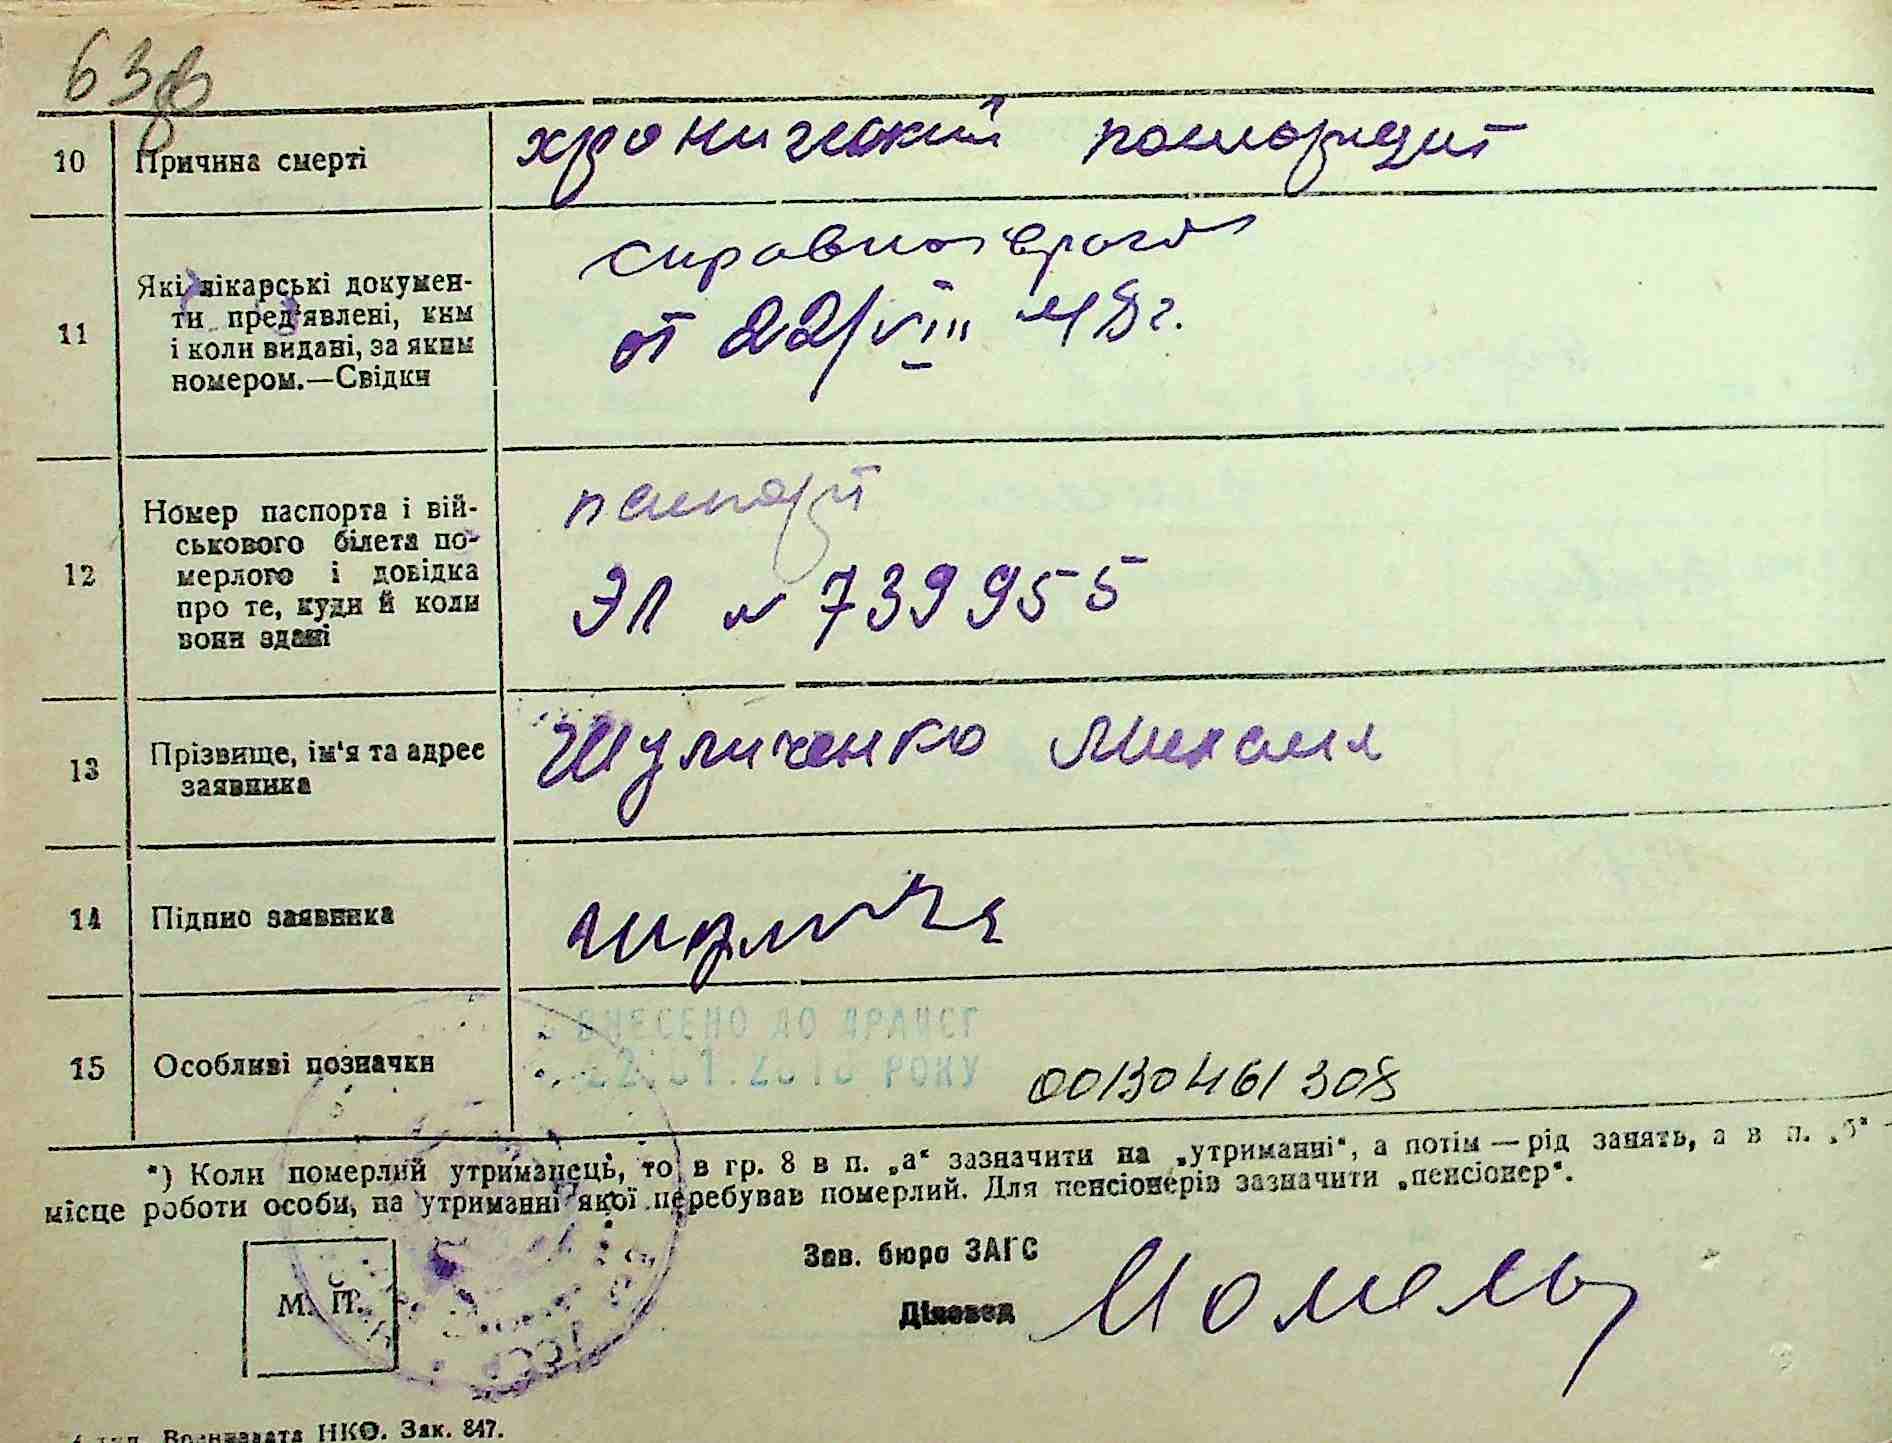 63
10 Причина смерті хронический
11 Які лікарські докумен-
ти пред'явлені, ким
і коли видані, за яким
номером.—Свідки
справка врача
от 22/VIII 48 г.
12 Номер паспорта і вій-
ськового білета по-
мерлого і довідка
про те, куди й коли
вони здані
паспорт
ЭЛ № 739955
13 Прізвище, ім'я та адрес
заявника
Шуличенко Михаил
14 Підпис заявника
15 Особливі позначки
ВНЕСЕНО ДО ДРАЦСГ
РОКУ
00130461308
*) Коли померлий утриманець, то в гр. 8 в п. „а“ зазначити на „утриманні“, а потім — рід занять, а в п. „б“ —
місце роботи особи, на утриманні якої перебував померлий. Для пенсіонерів зазначити „пенсіонер“.
Зав. бюро ЗАГС
Діловод
М. П.
Воениздата НКО. Зак. 847.